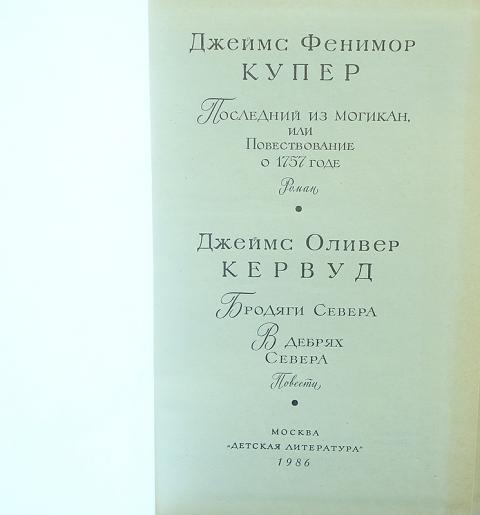 Джеймс Фенимор
КУПЕР
Последний из могикан,
или
Повествование
о 1757 годе
Роман
Джеймс Оливер
КЕРВУД
Бродяги Севера
В дебрях
Севера
Повести
МОСКВА
"ДЕТСКАЯ ЛИТЕРАТУРА"
1986